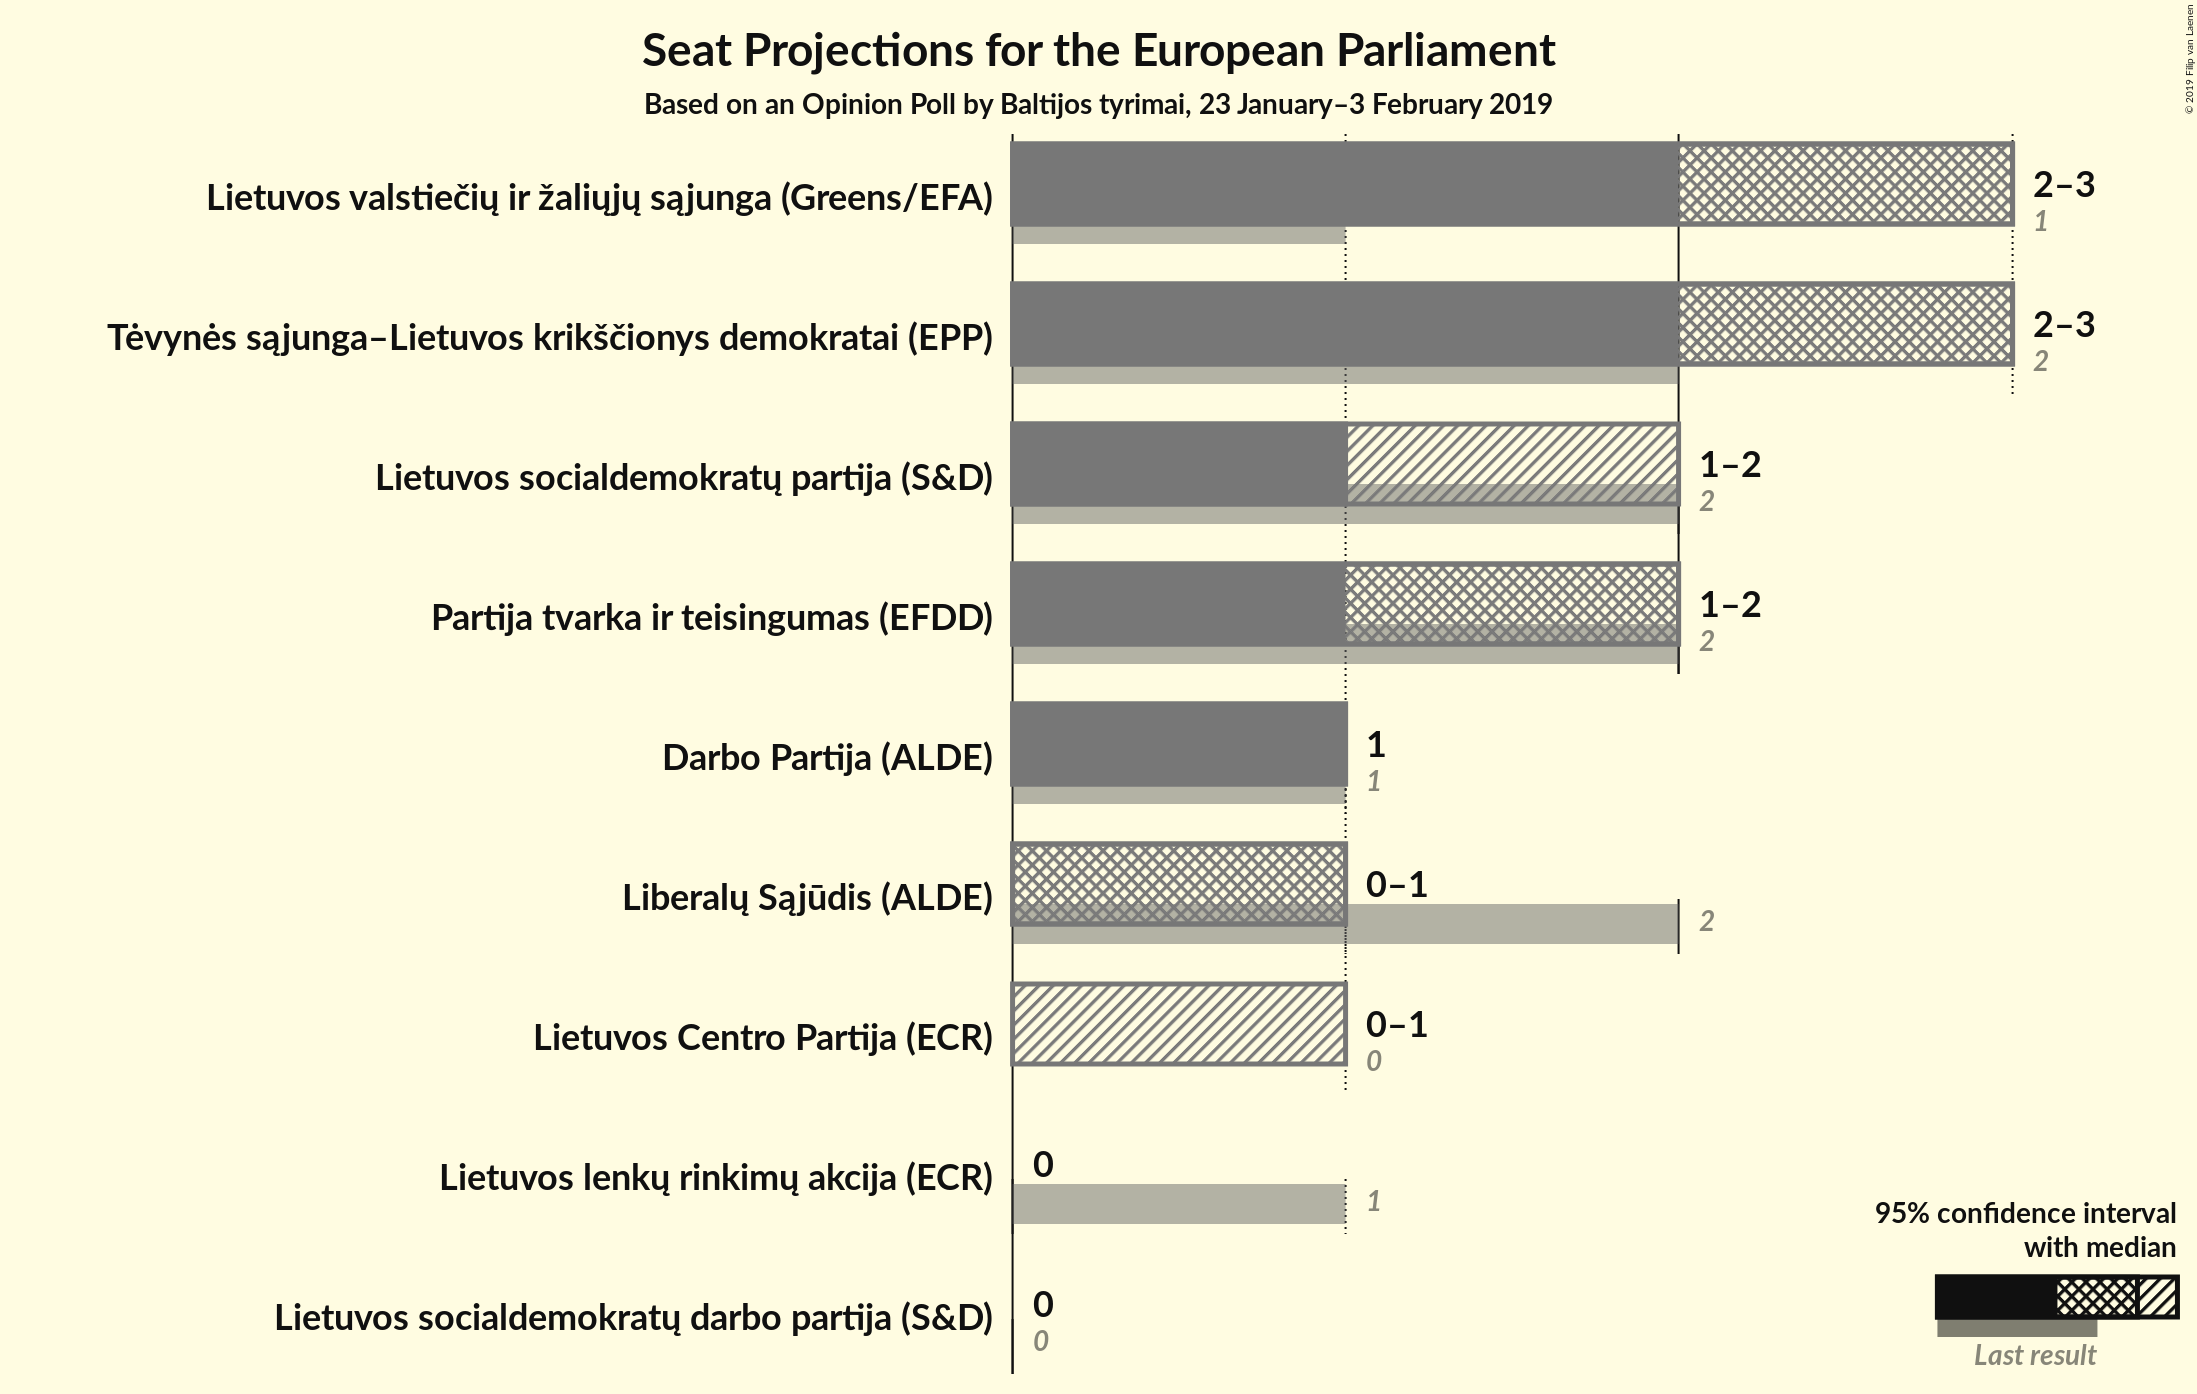 © 2019 Filip van Laenen
Seat Projections for the European Parliament
Based on an Opinion Poll by Baltijos tyrimai, 23 January–3 February 2019
Lietuvos valstiečių ir žaliųjų sąjunga (Greens/EFA)
2–3
1
Tėvynės sąjunga–Lietuvos krikščionys demokratai (EPP)
2–3
2
Lietuvos socialdemokratų partija (S&D)
1–2
2
Partija tvarka ir teisingumas (EFDD)
1–2
2
Darbo Partija (ALDE)
1
1
Liberalų Sąjūdis (ALDE)
0–1
2
Lietuvos Centro Partija (ECR)
0–1
0
Lietuvos lenkų rinkimų akcija (ECR)
0
1
Lietuvos socialdemokratų darbo partija (S&D)
0
0
95% confidence interval
with median
Last result